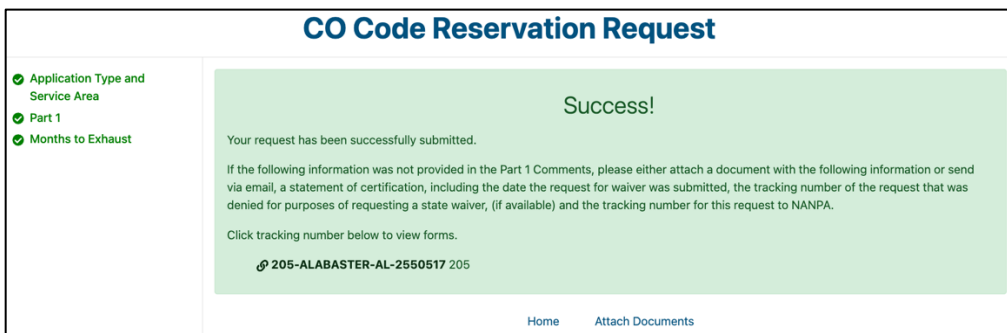 CO Code Reservation Request
Application Type and
Service Area
Part 1
Months to Exhaust
Success!
Your request has been successfully submitted.
If the following information was not provided in the Part 1 Comments, please either attach a document with the following information or send
via email, a statement of certification, including the date the request for waiver was submitted, the tracking number of the request that was
denied for purposes of requesting a state waiver, (if available) and the tracking number for this request to NANPA.
Click tracking number below to view forms.
205-ALABASTER-AL-2550517 205
Home Attach Documents